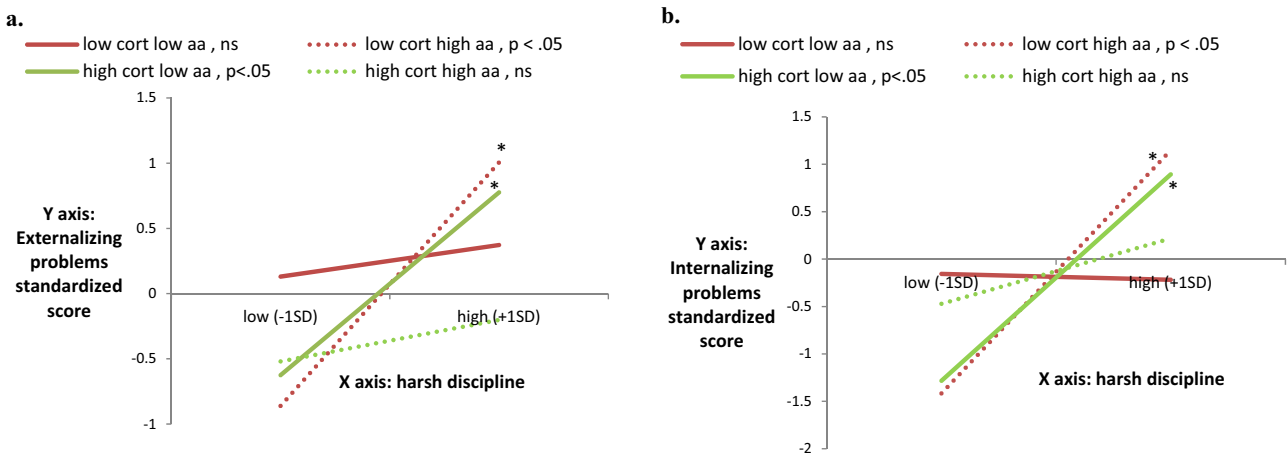 a.
low cort low aa , ns
low cort high aa , p < .05
high cort low aa , p<.05
high cort high aa , ns
1.5
1
0.5
0
-0.5
-1
Y axis:
Externalizing
problems
standardized
score
*
*
low (-1SD)
high (+1SD)
X axis: harsh discipline
b.
low cort low aa , ns
low cort high aa , p < .05
high cort low aa , p<.05
high cort high aa , ns
1.5
1
0.5
0
-0.5
-1
-1.5
-2
Y axis:
Internalizing
problems
standardized
score
*
*
low (-1SD)
high (+1SD)
X axis: harsh discipline